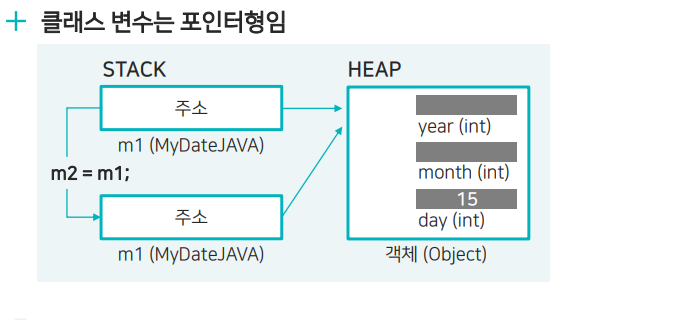 + 클래스 변수는 포인터형임
STACK
HEAP
주소
m1 (MyDateJAVA)
year (int)
month (int)
m2 = m1;
15
day (int)
주소
m1 (MyDateJAVA)
객체 (Object)